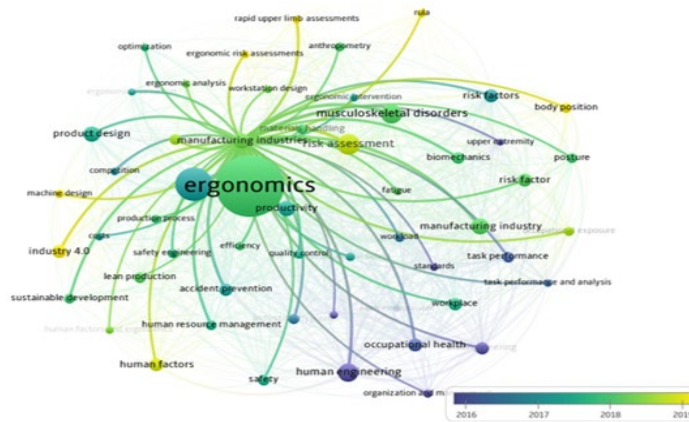 rapid upper limb assessments
rula
optimization
ergonomic risk assessments
anthropometry
ergonomic analysis
workstation design
ergonomic intervention
risk factors
musculoskeletal disorders
body position
material handling
product design
manufacturing industries
risk assessment
upper extremity
competition
biomechanics
posture
machine design
ergonomics
fatigue
risk factor
productivity
production process
manufacturing industry
exposure
costs
workload
industry 4.0
safety engineering
efficiency
quality control
standards
task performance
lean production
accident prevention
task performance and analysis
sustainable development
workplace
human resource management
human factors
occupational health
human engineering
safety
organization and
2016
2017
2018
2019